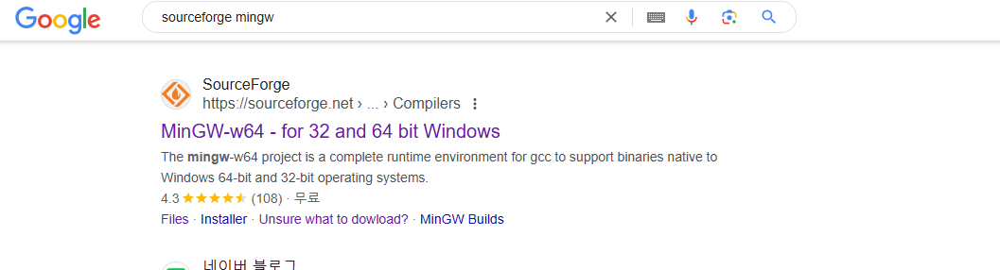 Google
sourceforge mingw
SourceForge
https://sourceforge.net › ... › Compilers
MinGW-w64 - for 32 and 64 bit Windows
The mingw-w64 project is a complete runtime environment for gcc to support binaries native to
Windows 64-bit and 32-bit operating systems.
4.3 ★★★★★ (108) · 무료
Files · Installer · Unsure what to dowload? · MinGW Builds
네이버 블로그